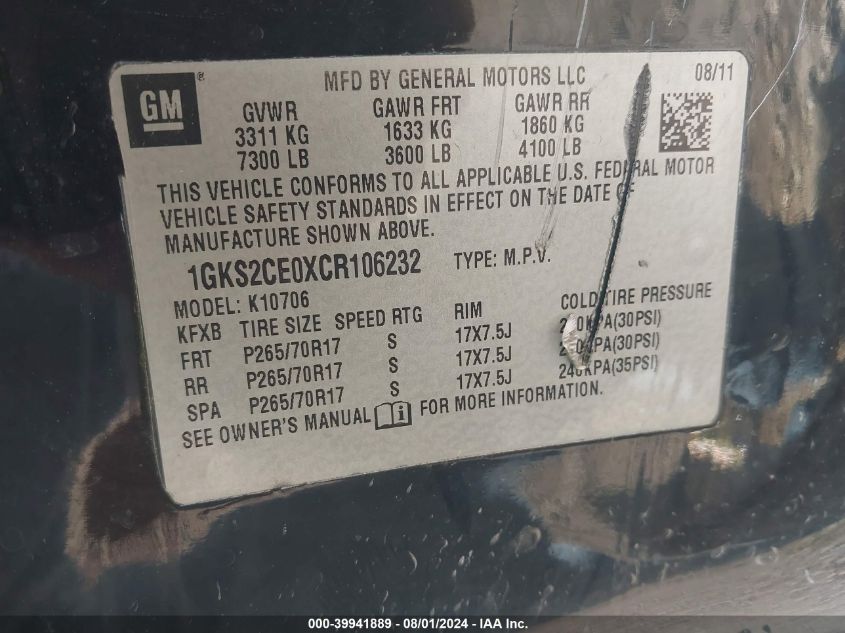 GM ®
MFD BY GENERAL MOTORS LLC 08/11
GVWR GAWR FRT GAWR RR
3311 KG 1633 KG 1860 KG
7300 LB 3600 LB 4100 LB
THIS VEHICLE CONFORMS TO ALL APPLICABLE U.S. FEDERAL MOTOR
VEHICLE SAFETY STANDARDS IN EFFECT ON THE DATE OF
MANUFACTURE SHOWN ABOVE.
1GKS2CE0XCR106232 TYPE: M.P.V.
MODEL: K10706
KFXB TIRE SIZE SPEED RTG RIM COLD TIRE PRESSURE
FRT P265/70R17 S 17X7.5J (30PSI)
RR P265/70R17 S 17X7.5J (30PSI)
SPA P265/70R17 S 17X7.5J 240KPA(35PSI)
SEE OWNER'S MANUAL i FOR MORE INFORMATION.
000-39941889 - 08/01/2024 - IAA Inc.